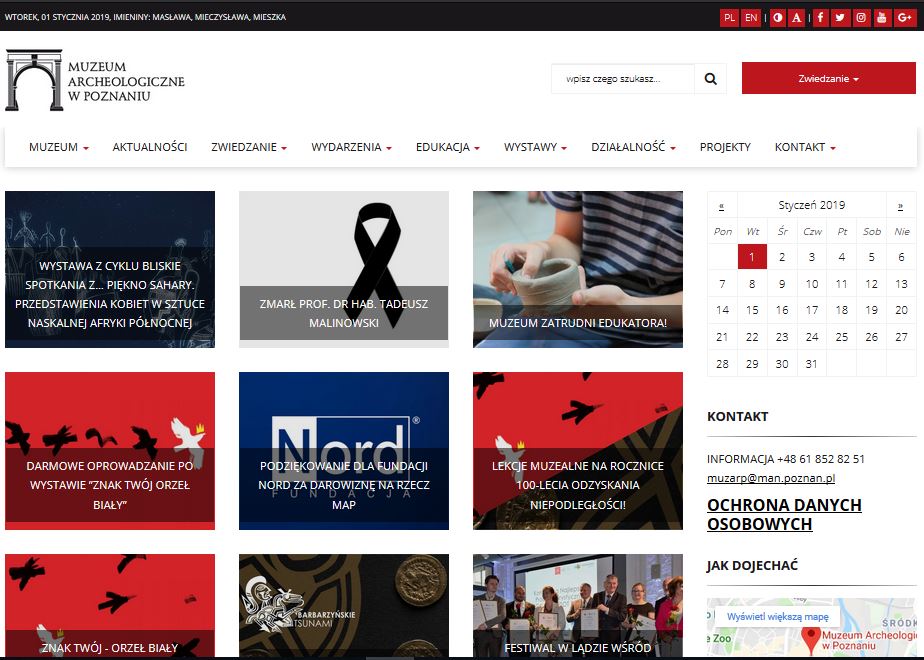 WTOREK, 01 STYCZNIA 2019, IMIENINY: MASŁAWA, MIECZYSŁAWA, MIESZKA
PL EN | A |
MUZEUM
ARCHEOLOGICZNE
W POZNANIU
wpisz czego szukasz...
Zwiedzanie
MUZEUM AKTUALNOŚCI ZWIEDZANIE WYDARZENIA EDUKACJA WYSTAWY DZIAŁALNOŚĆ PROJEKTY KONTAKT
WYSTAWA Z CYKLU BLISKIE
SPOTKANIA Z... PIĘKNO SAHARY.
PRZEDSTAWIENIA KOBIET W SZTUCE
NASKALNEJ AFRYKI PÓŁNOCNEJ
ZMARŁ PROF. DR HAB. TADEUSZ
MALINOWSKI
MUZEUM ZATRUDNI EDUKATORA!
DARMOWE OPROWADZANIE PO
WYSTAWIE "ZNAK TWÓJ ORZEŁ
BIAŁY"
Nord®
FUNDACJA
PODZIĘKOWANIE DLA FUNDACJI
NORD ZA DAROWIZNĘ NA RZECZ
MAP
LEKCJE MUZEALNE NA ROCZNICE
100-LECIA ODZYSKANIA
NIEPODLEGŁOŚCI!
ZNAK TWÓJ - ORZEŁ BIAŁY
BARBARZYŃSKIE
TSUNAMI
FESTIWAL W LĄDZIE WŚRÓD
« Styczeń 2019 »
Pon Wt Śr Czw Pt Sob Nie
1 2 3 4 5 6
7 8 9 10 11 12 13
14 15 16 17 18 19 20
21 22 23 24 25 26 27
28 29 30 31
KONTAKT
INFORMACJA +48 61 852 82 51
muzarp@man.poznan.pl
OCHRONA DANYCH
OSOBOWYCH
JAK DOJECHAĆ
Wyświetl większą mapę
e Zoo
ŚRÓDK
Muzeum Archeologi
w Poznaniu